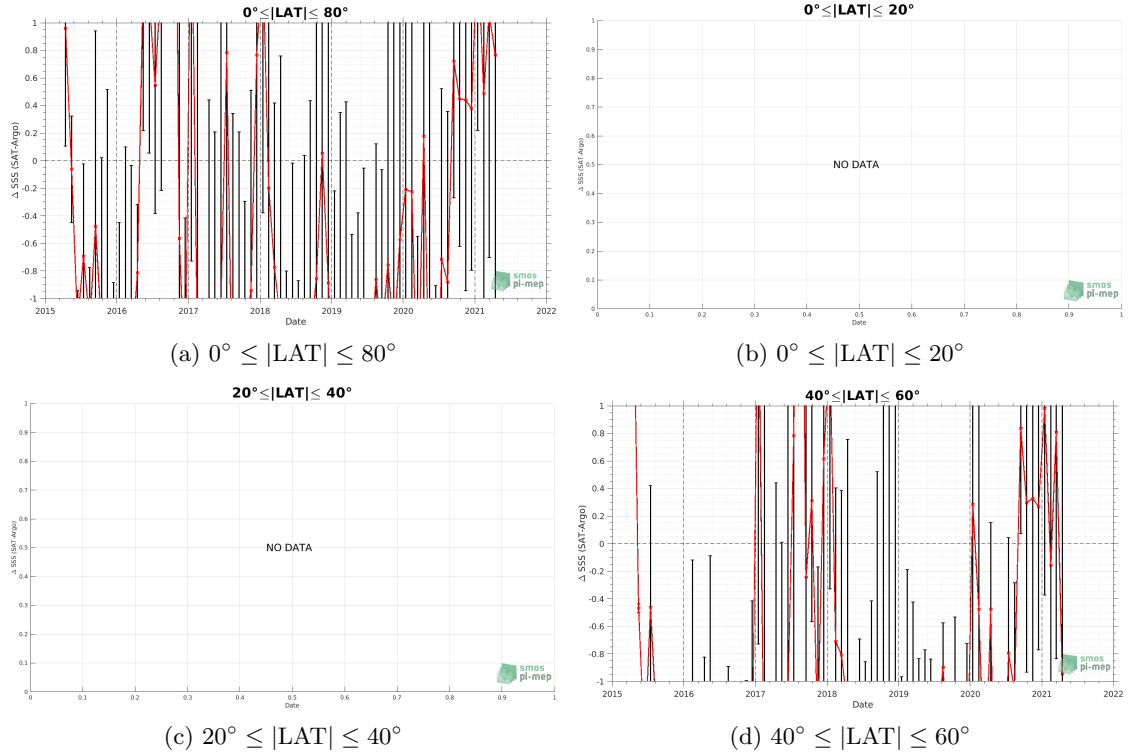 0°≤|LAT|≤ 80°
1
0.8
0.6
0.4
0.2
0
-0.2
-0.4
-0.6
-0.8
-1
Δ SSS (SAT-Argo)
2015 2016 2017 2018 2019 2020 2021 2022
Date
smos
pi-mep
(a) 0° ≤ |LAT| ≤ 80°
0°≤|LAT|≤ 20°
1
0.9
0.8
0.7
0.6
0.5
0.4
0.3
0.2
0.1
0
Δ SSS (SAT-Argo)
NO DATA
0 0.1 0.2 0.3 0.4 0.5 0.6 0.7 0.8 0.9 1
Date
smos
pi-mep
(b) 0° ≤ |LAT| ≤ 20°
20°≤|LAT|≤ 40°
1
0.9
0.8
0.7
0.6
0.5
0.4
0.3
0.2
0.1
0
Δ SSS (SAT-Argo)
NO DATA
0 0.1 0.2 0.3 0.4 0.5 0.6 0.7 0.8 0.9 1
Date
smos
pi-mep
(c) 20° ≤ |LAT| ≤ 40°
40°≤|LAT|≤ 60°
1
0.8
0.6
0.4
0.2
0
-0.2
-0.4
-0.6
-0.8
-1
Δ SSS (SAT-Argo)
2015 2016 2017 2018 2019 2020 2021 2022
Date
smos
pi-mep
(d) 40° ≤ |LAT| ≤ 60°